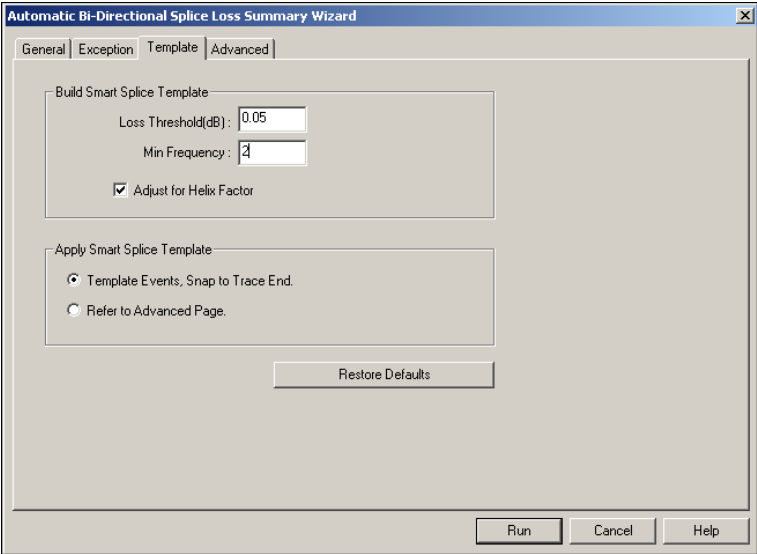 Automatic Bi-Directional Splice Loss Summary Wizard
General Exception Template Advanced
Build Smart Splice Template
Loss Threshold(dB) : 0.05
Min Frequency : 2
Adjust for Helix Factor
Apply Smart Splice Template
Template Events, Snap to Trace End.
Refer to Advanced Page.
Restore Defaults
Run Cancel Help